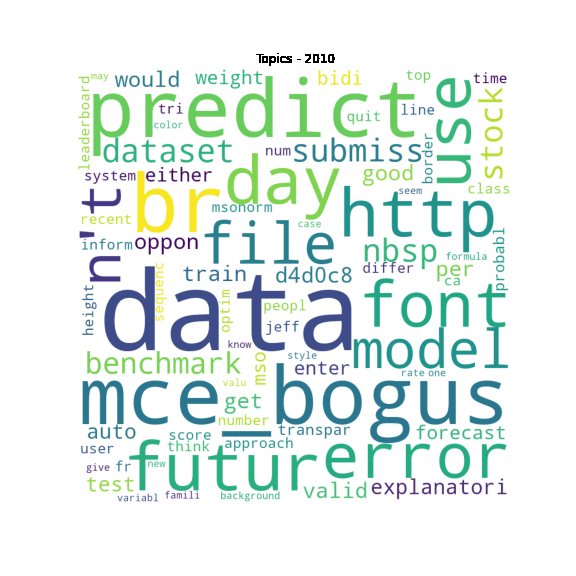 Topics - 2010
may
would
weight
bidi
top
time
predict
tri
color
quit
line
use
stock
leaderboard
dataset
num
submiss
border
system
either
day
good
class
n't
br
msonorm
http
seem
recent
inform
oppon
file
case
nbsp
formula
probabl
train
d4d0c8
differ
per
ca
sequenc
height
data
optim
peopl
jeff
font
know
model
benchmark
mso
style
enter
valu
rate
one
mce_bogus
get
number
auto
score
transpar
forecast
user
think
approach
give
fr
new
futur
error
test
valid
explanatori
variabl
famili
background